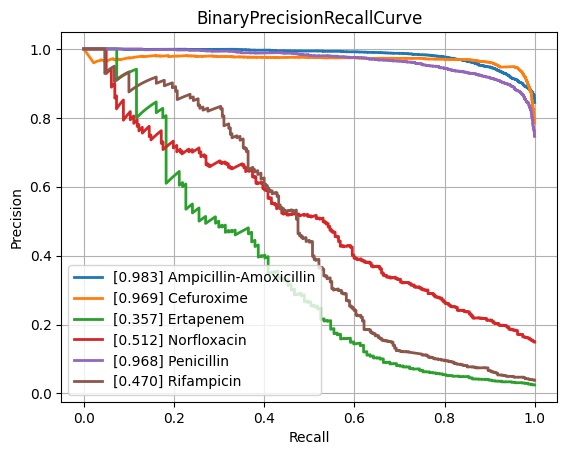 BinaryPrecisionRecallCurve
Precision
1.0
0.8
0.6
0.4
0.2
0.0
[0.983] Ampicillin-Amoxicillin
[0.969] Cefuroxime
[0.357] Ertapenem
[0.512] Norfloxacin
[0.968] Penicillin
[0.470] Rifampicin
0.0 0.2 0.4 0.6 0.8 1.0
Recall